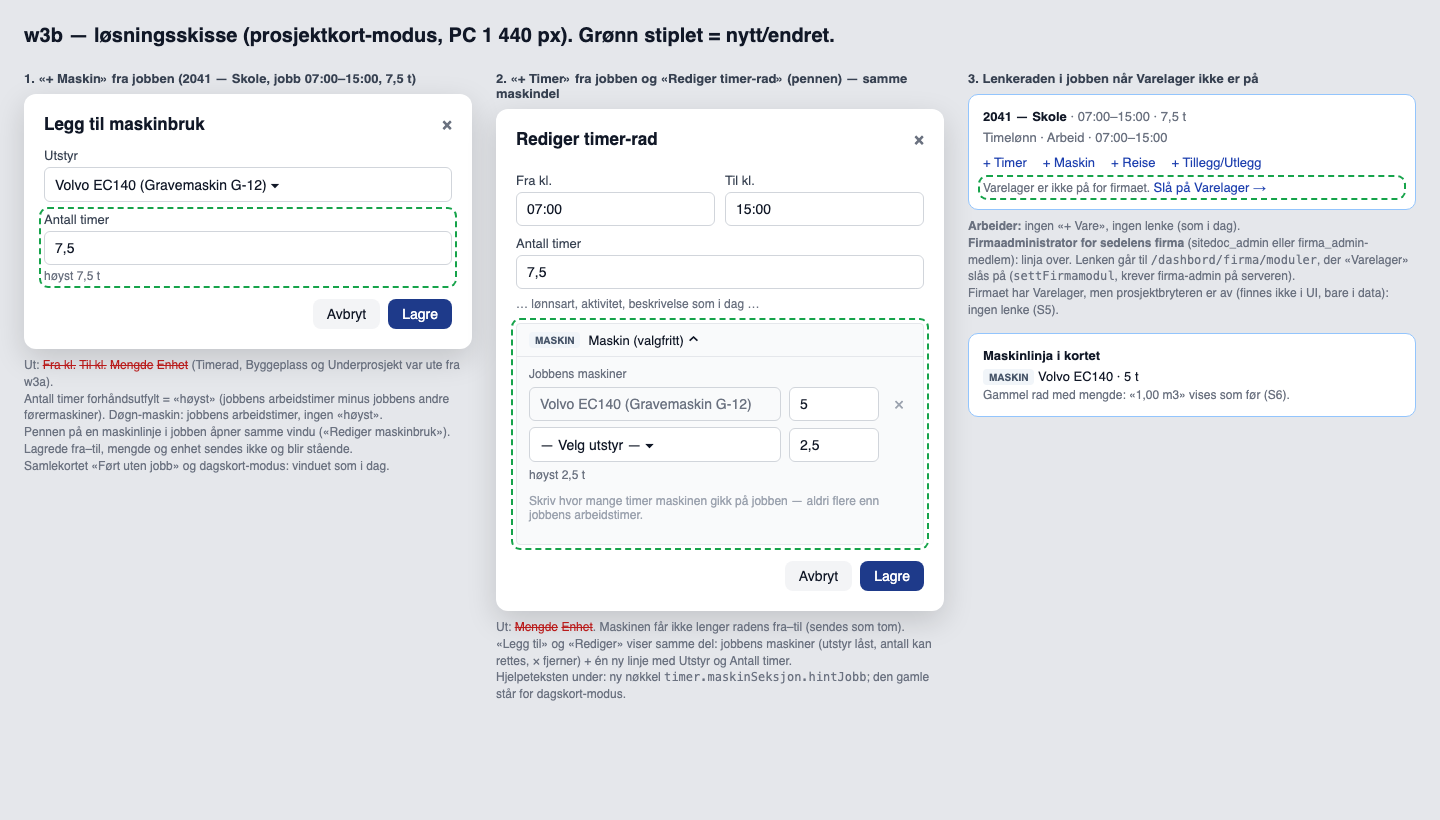 w3b — løsningsskisse (prosjektkort-modus, PC 1 440 px). Grønn stiplet = nytt/endret.
1. «+ Maskin» fra jobben (2041 — Skole, jobb 07:00–15:00, 7,5 t)
Legg til maskinbruk
×
Utstyr
Volvo EC140 (Gravemaskin G-12)
Antall timer
7,5
høyst 7,5 t
Avbryt
Lagre
Ut: Fra kl. Til kl. Mengde Enhet (Timerad, Byggeplass og Underprosjekt var ute fra
w3a).
Antall timer forhåndsutfylt = «høyst» (jobbens arbeidstimer minus jobbens andre
førermaskiner). Døgn-maskin: jobbens arbeidstimer, ingen «høyst».
Pennen på en maskinlinje i jobben åpner samme vindu («Rediger maskinbruk»).
Lagrede fra–til, mengde og enhet sendes ikke og blir stående.
Samlekortet «Ført uten jobb» og dagskort-modus: vinduet som i dag.
2. «+ Timer» fra jobben og «Rediger timer-rad» (pennen) — samme
maskindel
Rediger timer-rad
×
Fra kl.
Til kl.
07:00
15:00
Antall timer
7,5
… lønnsart, aktivitet, beskrivelse som i dag …
MASKIN Maskin (valgfritt)
Jobbens maskiner
Volvo EC140 (Gravemaskin G-12)
5
×
— Velg utstyr —
2,5
høyst 2,5 t
Skriv hvor mange timer maskinen gikk på jobben — aldri flere enn
jobbens arbeidstimer.
Avbryt
Lagre
Ut: Mengde Enhet. Maskinen får ikke lenger radens fra–til (sendes som tom).
«Legg til» og «Rediger» viser samme del: jobbens maskiner (utstyr låst, antall kan
rettes, × fjerner) + én ny linje med Utstyr og Antall timer.
Hjelpeteksten under: ny nøkkel timer.maskinSeksjon.hintJobb; den gamle
står for dagskort-modus.
3. Lenkeraden i jobben når Varelager ikke er på
2041 — Skole · 07:00–15:00 · 7,5 t
Timelønn · Arbeid · 07:00–15:00
+ Timer + Maskin + Reise + Tillegg/Utlegg
Varelager er ikke på for firmaet. Slå på Varelager →
Arbeider: ingen «+ Vare», ingen lenke (som i dag).
Firmaadministrator for sedelens firma (sitedoc_admin eller firma_admin-
medlem): linja over. Lenken går til /dashbord/firma/moduler, der «Varelager»
slås på (settFirmamodul, krever firma-admin på serveren).
Firmaet har Varelager, men prosjektbryteren er av (finnes ikke i UI, bare i data):
ingen lenke (S5).
Maskinlinja i kortet
MASKIN Volvo EC140 · 5 t
Gammel rad med mengde: «1,00 m3» vises som før (S6).